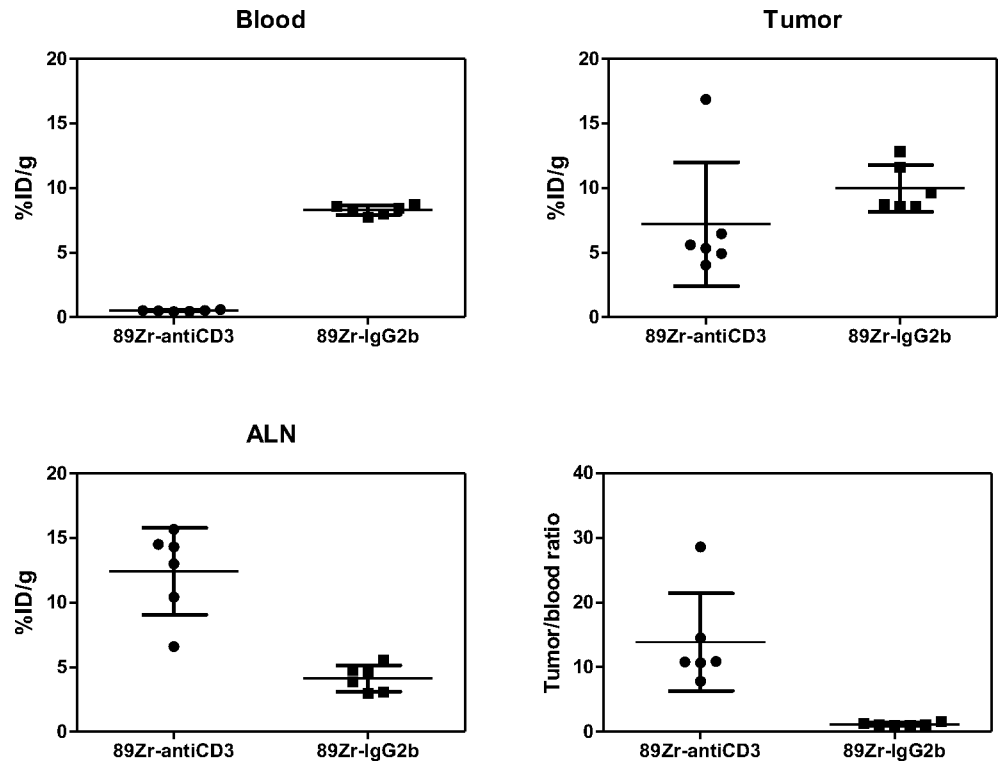 Blood
20
15
10
5
0
%ID/g
89Zr-antiCD3
89Zr-IgG2b
Tumor
20
15
10
5
0
%ID/g
89Zr-antiCD3
89Zr-IgG2b
ALN
20
15
10
5
0
%ID/g
89Zr-antiCD3
89Zr-IgG2b
40
30
20
10
0
Tumor/blood ratio
89Zr-antiCD3
89Zr-IgG2b